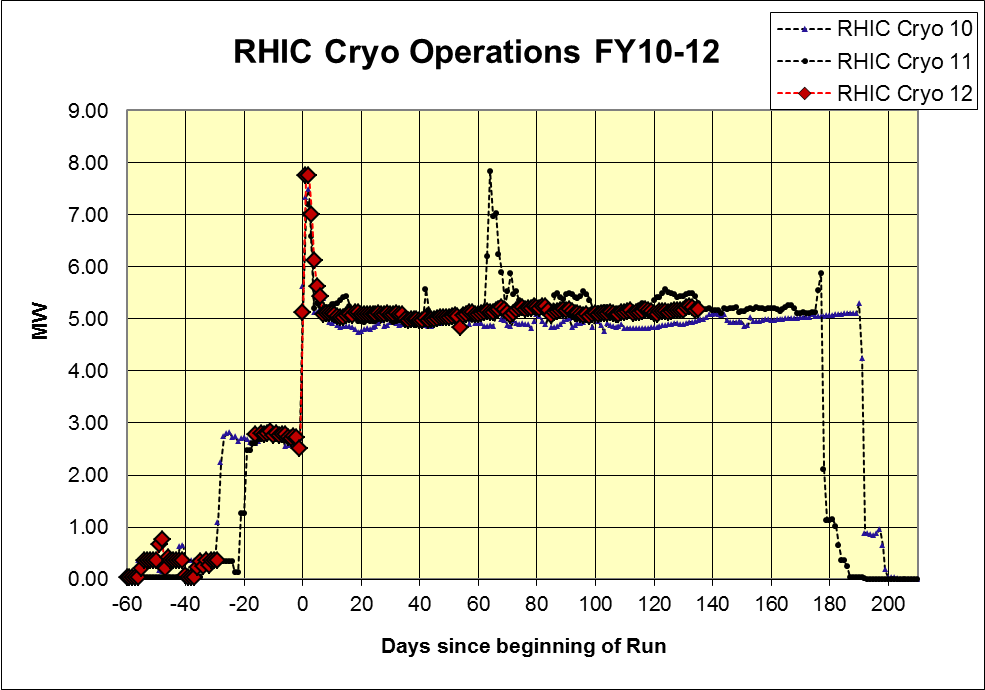 RHIC Cryo Operations FY10-12
RHIC Cryo 10
RHIC Cryo 11
RHIC Cryo 12
9.00
8.00
7.00
6.00
5.00
4.00
3.00
2.00
1.00
0.00
MW
-60 -40 -20 0 20 40 60 80 100 120 140 160 180 200
Days since beginning of Run